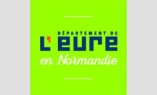 DÉPARTEMENT DE
L'EURE
en Normandie